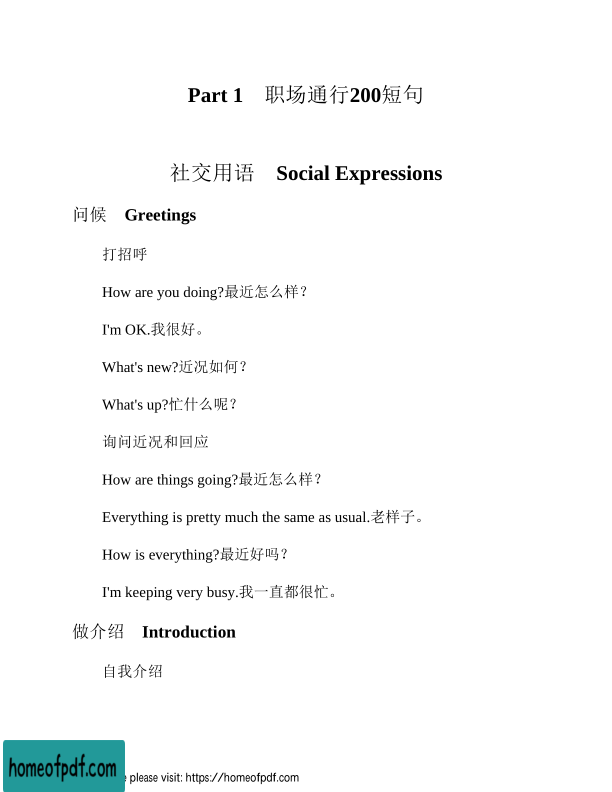 Part 1 职场通行200短句
社交用语 Social Expressions
问候 Greetings
打招呼
How are you doing?最近怎么样？
I'm OK.我很好。
What's new?近况如何？
What's up?忙什么呢？
询问近况和回应
How are things going?最近怎么样？
Everything is pretty much the same as usual.老样子。
How is everything?最近好吗？
I'm keeping very busy.我一直都很忙。
做介绍 Introduction
自我介绍
homeofpdf.com
please visit: https://homeofpdf.com